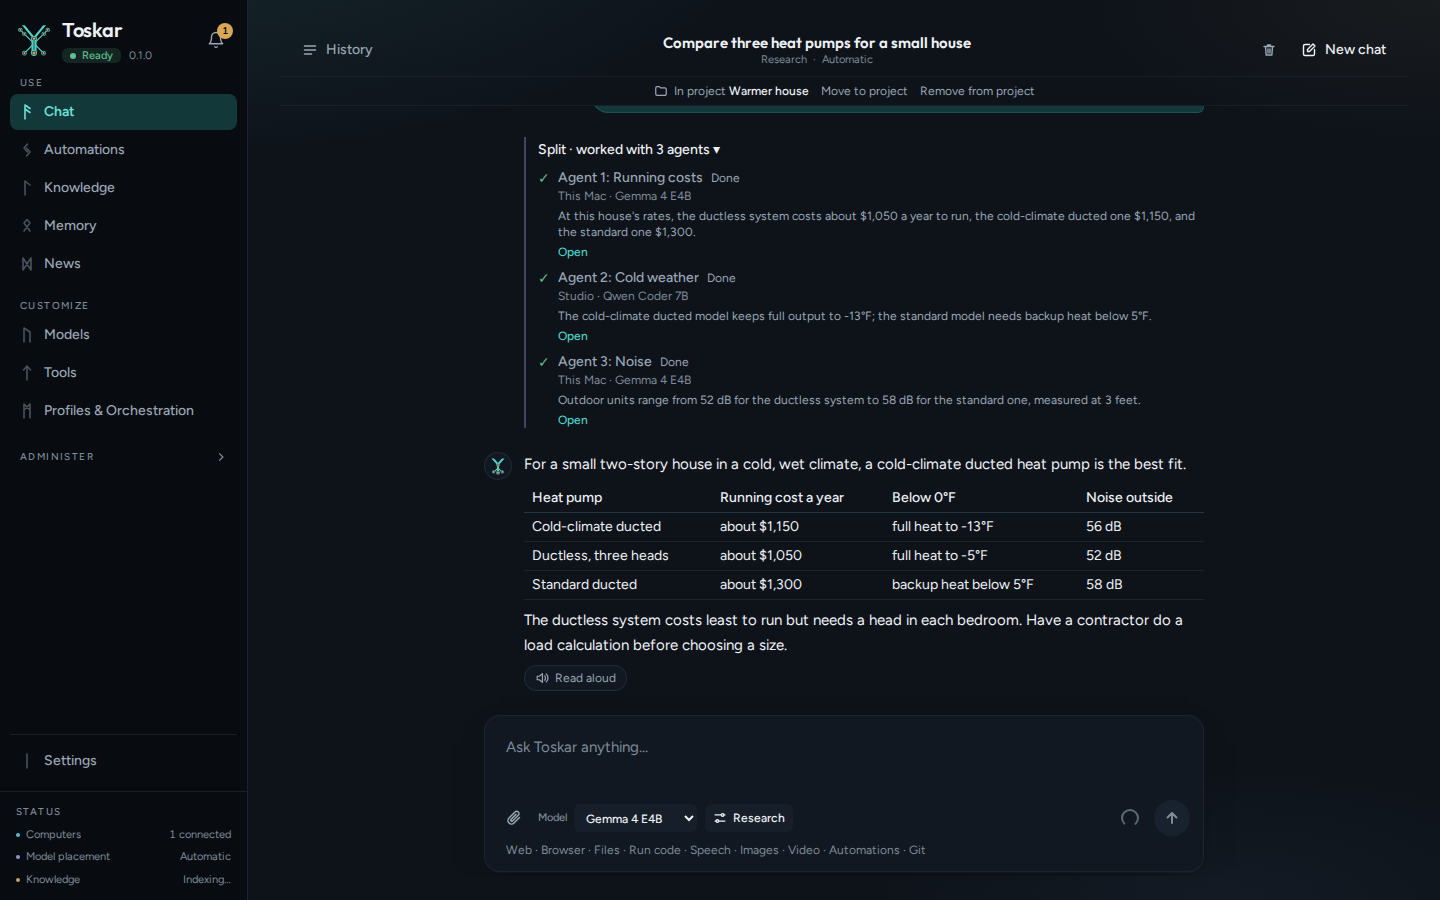 Toskar
Ready 0.1.0
1
USE
Chat
Automations
Knowledge
Memory
News
CUSTOMIZE
Models
Tools
Profiles & Orchestration
ADMINISTER
Settings
STATUS
Computers 1 connected
Model placement Automatic
Knowledge Indexing...
History
Compare three heat pumps for a small house
Research · Automatic
New chat
In project Warmer house Move to project Remove from project
Split · worked with 3 agents
Agent 1: Running costs Done
This Mac · Gemma 4 E4B
At this house's rates, the ductless system costs about $1,050 a year to run, the cold-climate ducted one $1,150, and
the standard one $1,300.
Open
Agent 2: Cold weather Done
Studio · Qwen Coder 7B
The cold-climate ducted model keeps full output to -13°F; the standard model needs backup heat below 5°F.
Open
Agent 3: Noise Done
This Mac · Gemma 4 E4B
Outdoor units range from 52 dB for the ductless system to 58 dB for the standard one, measured at 3 feet.
Open
For a small two-story house in a cold, wet climate, a cold-climate ducted heat pump is the best fit.
Heat pump Running cost a year Below 0°F Noise outside
Cold-climate ducted about $1,150 full heat to -13°F 56 dB
Ductless, three heads about $1,050 full heat to -5°F 52 dB
Standard ducted about $1,300 backup heat below 5°F 58 dB
The ductless system costs least to run but needs a head in each bedroom. Have a contractor do a
load calculation before choosing a size.
Read aloud
Ask Toskar anything...
Model Gemma 4 E4B Research
Web · Browser · Files · Run code · Speech · Images · Video · Automations · Git